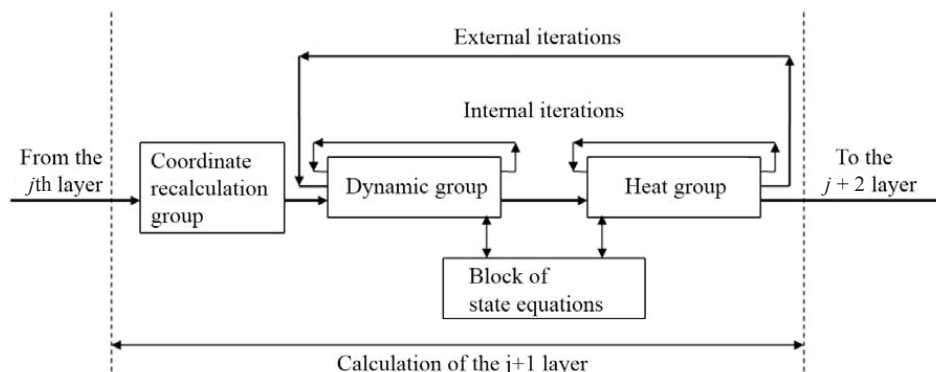 External iterations
Internal iterations
From the
jth layer
Coordinate
recalculation
group
Dynamic group
Heat group
To the
j + 2 layer
Block of
state equations
Calculation of the j+1 layer